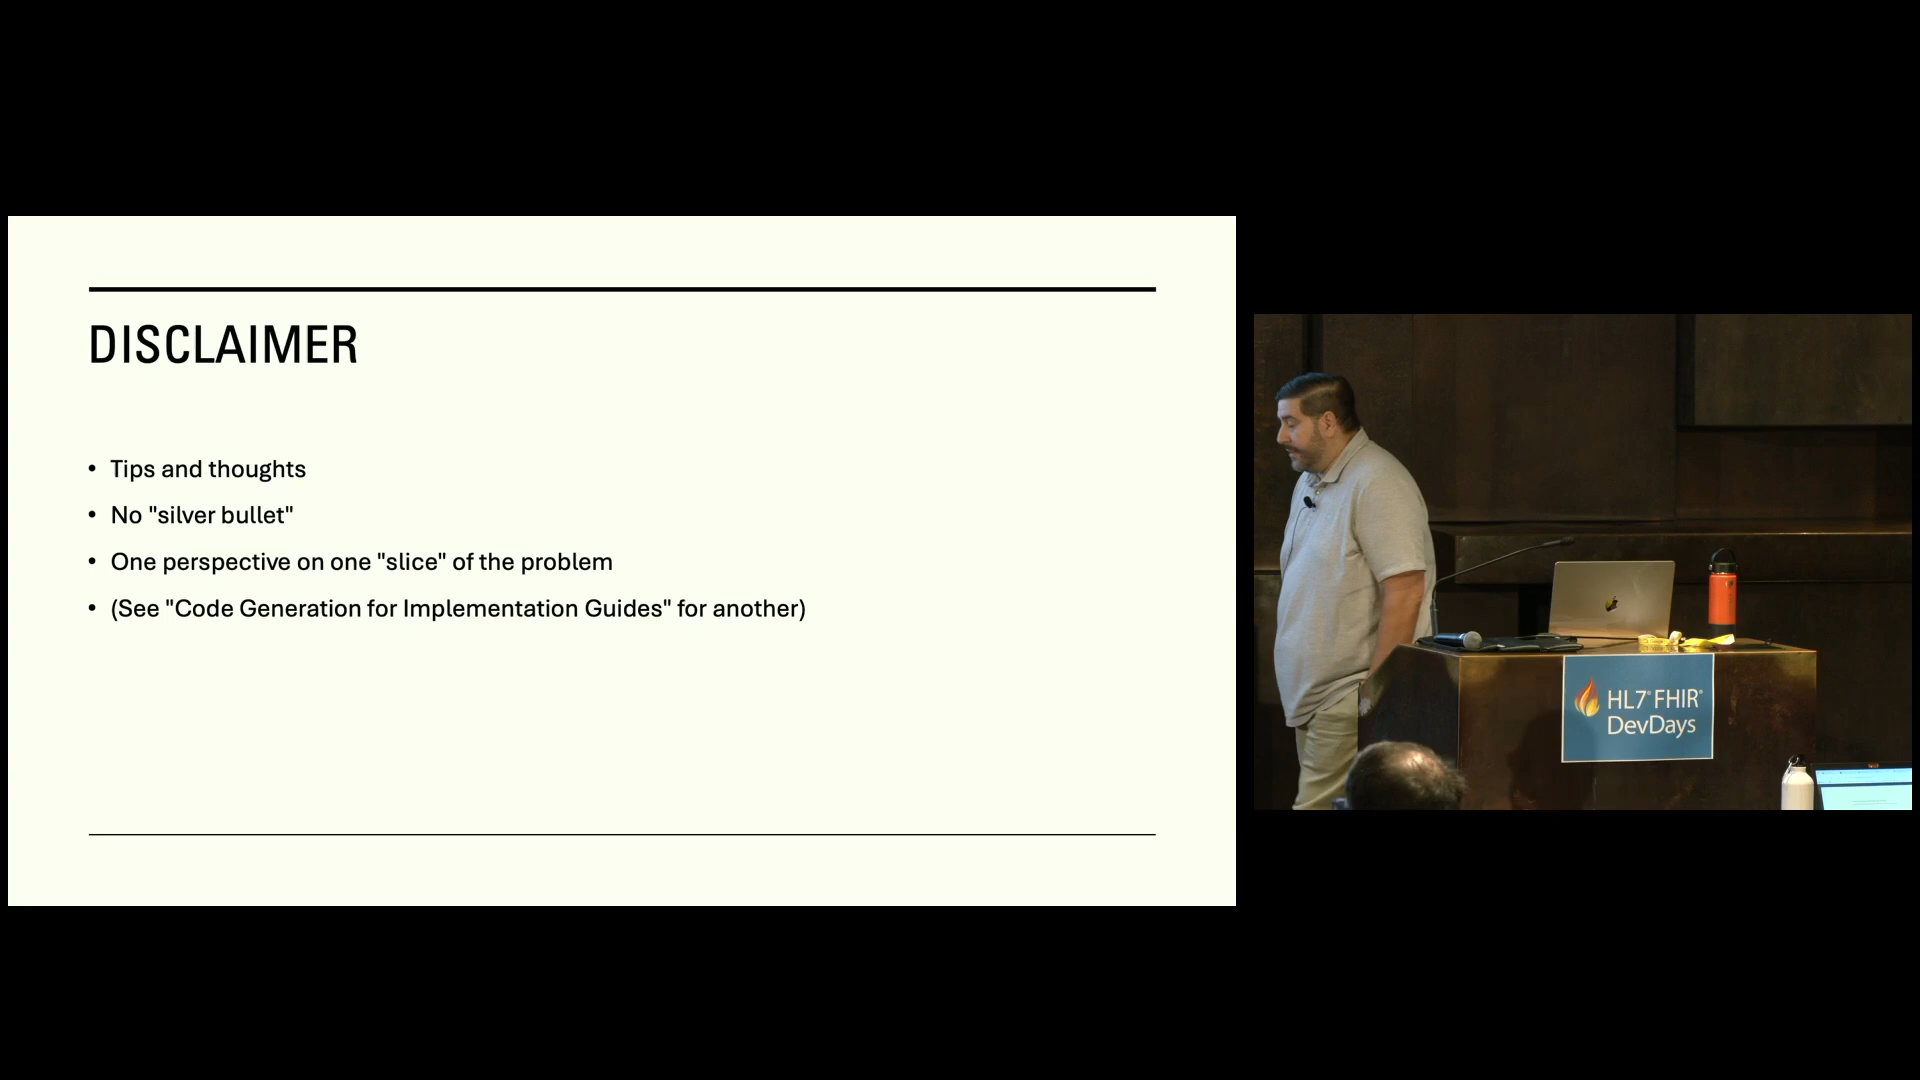 DISCLAIMER
• Tips and thoughts
• No "silver bullet"
• One perspective on one "slice" of the problem
• (See "Code Generation for Implementation Guides" for another)
HL7® FHIR®
DevDays